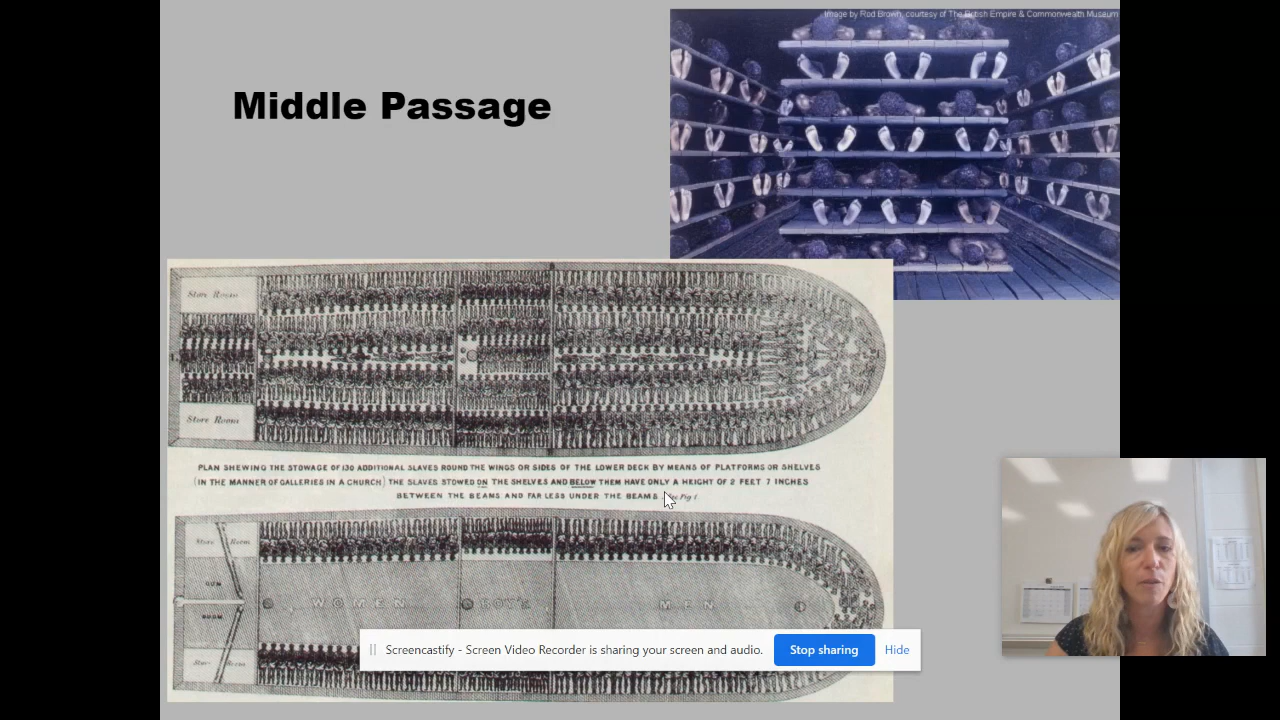 Image by Rod Brown, courtesy of The British Empire & Commonwealth Museum
Middle Passage
Store Room
Store Room
PLAN SHEWING THE STOWAGE OF 130 ADDITIONAL SLAVES ROUND THE WINGS OR SIDES OF THE LOWER DECK BY MEANS OF PLATFORMS OR SHELVES
(IN THE MANNER OF GALLERIES IN A CHURCH) THE SLAVES STOWED ON THE SHELVES AND BELOW THEM HAVE ONLY A HEIGHT OF 2 FEET 7 INCHES
BETWEEN THE BEAMS AND FAR LESS UNDER THE BEAMS. See Fig 1.
Store Room
WOMEN BOYS MEN
Store Room
Screencastify - Screen Video Recorder is sharing your screen and audio. Stop sharing Hide